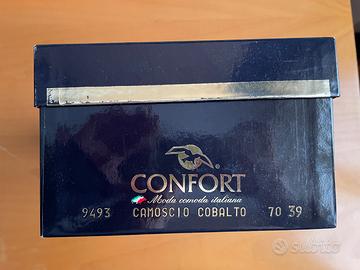 CONFORT
Moda comoda italiana
9493 CAMOSCIO COBALTO 70 39
subito